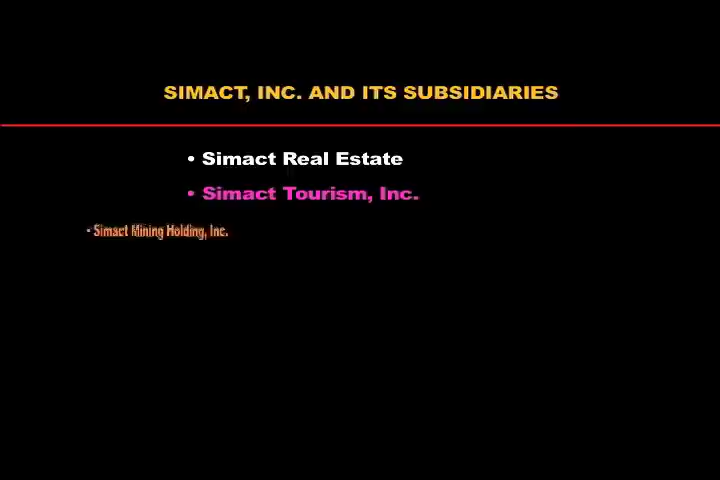 SIMACT, INC. AND ITS SUBSIDIARIES
• Simact Real Estate
• Simact Tourism, Inc.
• Simact Mining Holding, Inc.